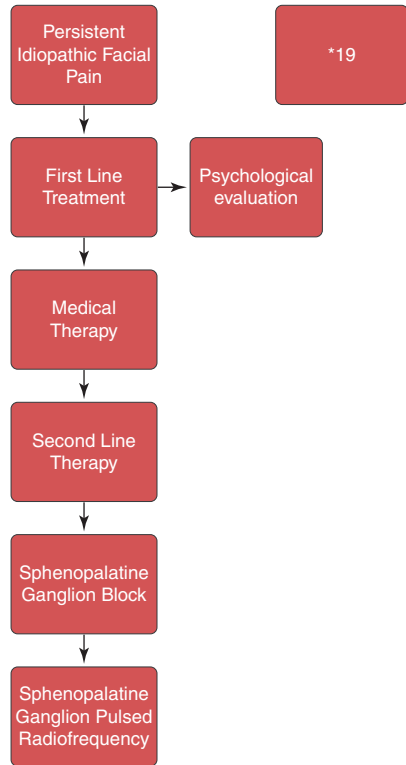 Persistent
Idiopathic Facial
Pain
*19
First Line
Treatment
Psychological
evaluation
Medical
Therapy
Second Line
Therapy
Sphenopalatine
Ganglion Block
Sphenopalatine
Ganglion Pulsed
Radiofrequency